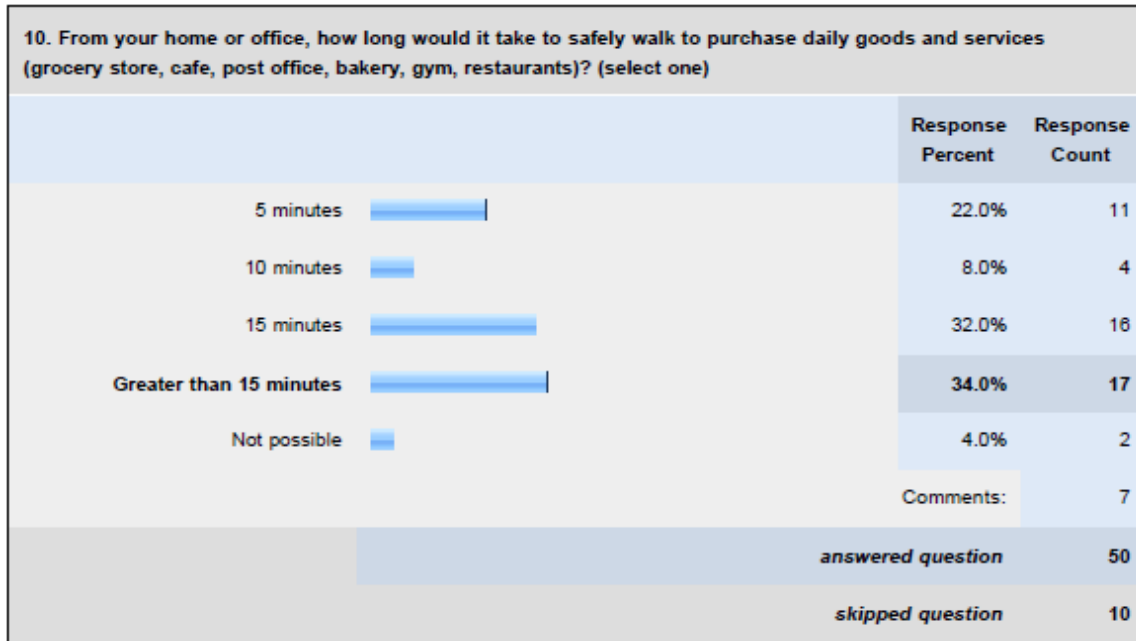 10. From your home or office, how long would it take to safely walk to purchase daily goods and services
(grocery store, cafe, post office, bakery, gym, restaurants)? (select one)
Response Percent Response Count
5 minutes 22.0% 11
10 minutes 8.0% 4
15 minutes 32.0% 16
Greater than 15 minutes 34.0% 17
Not possible 4.0% 2
Comments: 7
answered question 50
skipped question 10